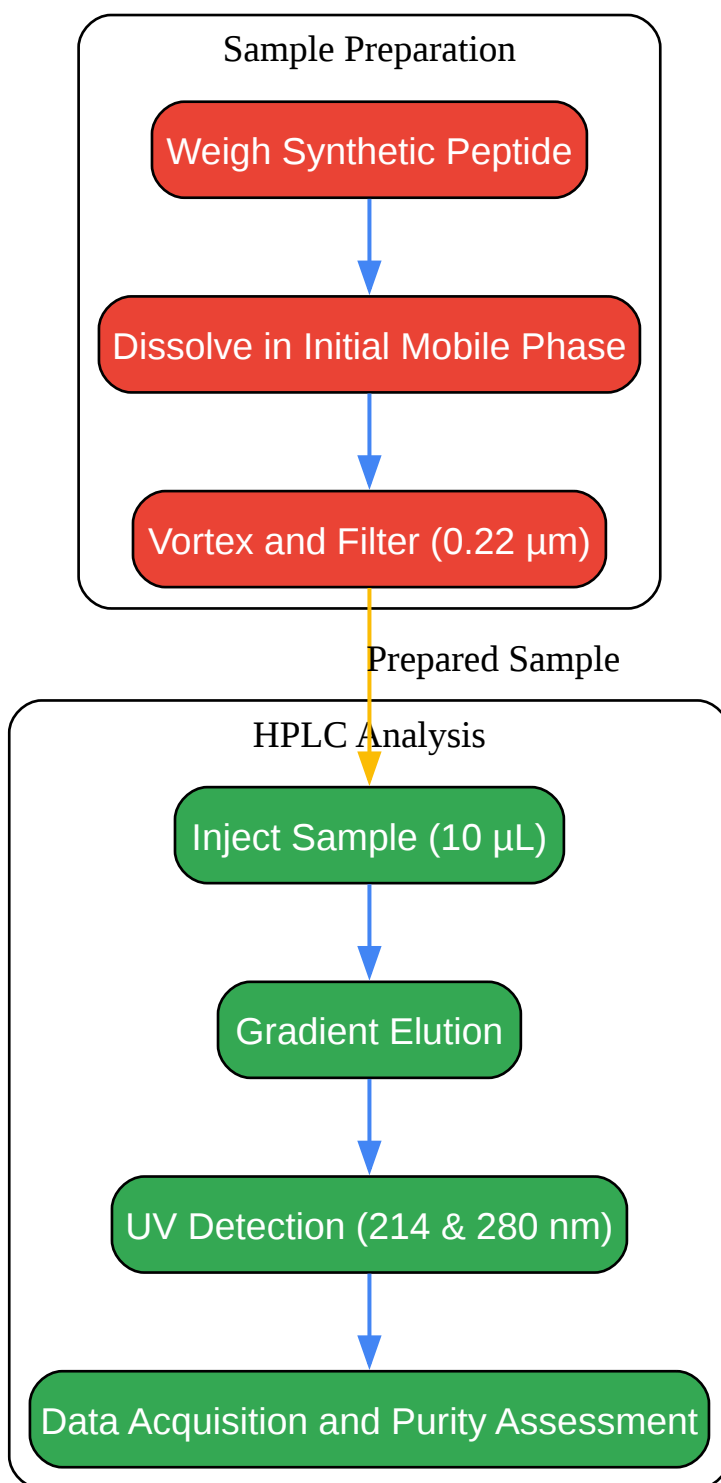 Sample Preparation
Weigh Synthetic Peptide
Dissolve in Initial Mobile Phase
Vortex and Filter (0.22 µm)
Prepared Sample
HPLC Analysis
Inject Sample (10 µL)
Gradient Elution
UV Detection (214 & 280 nm)
Data Acquisition and Purity Assessment